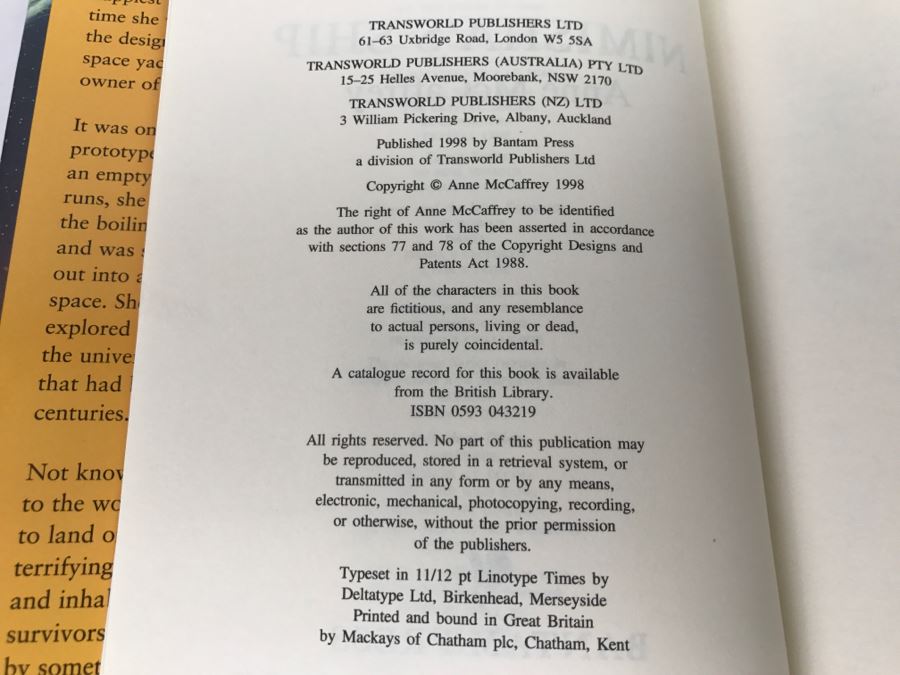 time she
the desig
space yac
owner of
It was on
prototype
an empty
runs, she
the boilin
and was
out into a
space. Sh
explored
the unive
that had
centuries.
Not know
to the wo
to land o
terrifying
and inha
survivors
by somet
TRANSWORLD PUBLISHERS LTD
61–63 Uxbridge Road, London W5 5SA
TRANSWORLD PUBLISHERS (AUSTRALIA) PTY LTD
15–25 Helles Avenue, Moorebank, NSW 2170
TRANSWORLD PUBLISHERS (NZ) LTD
3 William Pickering Drive, Albany, Auckland
Published 1998 by Bantam Press
a division of Transworld Publishers Ltd
Copyright © Anne McCaffrey 1998
The right of Anne McCaffrey to be identified
as the author of this work has been asserted in accordance
with sections 77 and 78 of the Copyright Designs and
Patents Act 1988.
All of the characters in this book
are fictitious, and any resemblance
to actual persons, living or dead,
is purely coincidental.
A catalogue record for this book is available
from the British Library.
ISBN 0593 043219
All rights reserved. No part of this publication may
be reproduced, stored in a retrieval system, or
transmitted in any form or by any means,
electronic, mechanical, photocopying, recording,
or otherwise, without the prior permission
of the publishers.
Typeset in 11/12 pt Linotype Times by
Deltatype Ltd, Birkenhead, Merseyside
Printed and bound in Great Britain
by Mackays of Chatham plc, Chatham, Kent